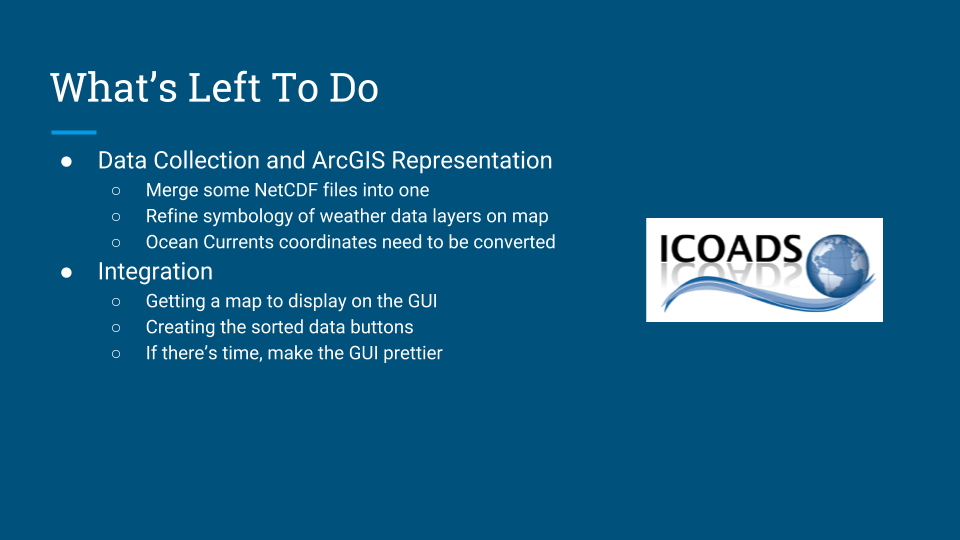 What’s Left To Do
● Data Collection and ArcGIS Representation
○ Merge some NetCDF files into one
○ Refine symbology of weather data layers on map
○ Ocean Currents coordinates need to be converted
● Integration
○ Getting a map to display on the GUI
○ Creating the sorted data buttons
○ If there’s time, make the GUI prettier
ICOADS